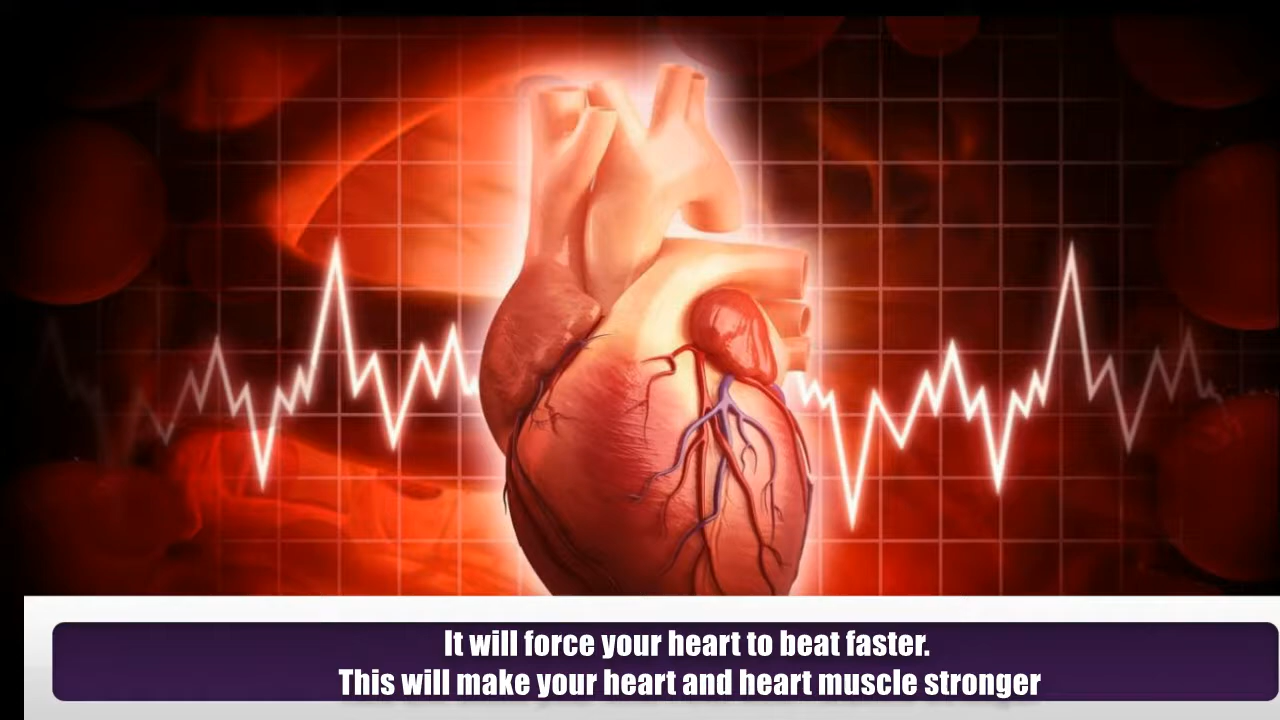 It will force your heart to beat faster.
This will make your heart and heart muscle stronger